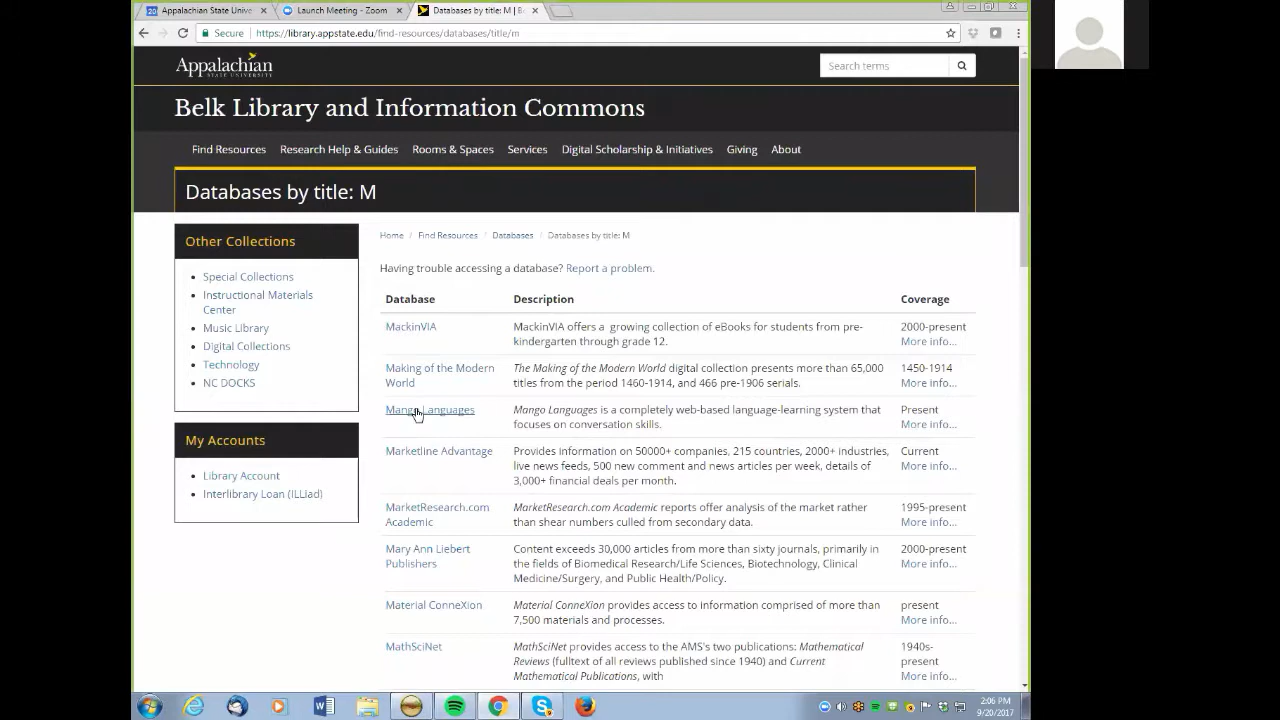 Appalachian State Unive
Launch Meeting - Zoom
Databases by title: M | B
Secure
https://library.appstate.edu/find-resources/databases/title/m
Appalachian
STATE UNIVERSITY
Search terms
Belk Library and Information Commons
Find Resources Research Help & Guides Rooms & Spaces Services Digital Scholarship & Initiatives Giving About
Databases by title: M
Other Collections
Special Collections
Instructional Materials
Center
Music Library
Digital Collections
Technology
NC DOCKS
My Accounts
Library Account
Interlibrary Loan (ILLiad)
Home / Find Resources / Databases / Databases by title: M
Having trouble accessing a database? Report a problem.
Database Description Coverage
MackinVIA MackinVIA offers a growing collection of eBooks for students from pre- 2000-present
kindergarten through grade 12. More info...
Making of the Modern The Making of the Modern World digital collection presents more than 65,000 1450-1914
World titles from the period 1460-1914, and 466 pre-1906 serials. More info...
Mango Languages Mango Languages is a completely web-based language-learning system that Present
focuses on conversation skills. More info...
Marketline Advantage Provides information on 50000+ companies, 215 countries, 2000+ industries, Current
live news feeds, 500 new comment and news articles per week, details of More info...
3,000+ financial deals per month.
MarketResearch.com MarketResearch.com Academic reports offer analysis of the market rather 1995-present
Academic than shear numbers culled from secondary data. More info...
Mary Ann Liebert Content exceeds 30,000 articles from more than sixty journals, primarily in 2000-present
Publishers the fields of Biomedical Research/Life Sciences, Biotechnology, Clinical More info...
Medicine/Surgery, and Public Health/Policy.
Material ConneXion Material ConneXion provides access to information comprised of more than present
7,500 materials and processes. More info...
MathSciNet MathSciNet provides access to the AMS's two publications: Mathematical 1940s-
Reviews (fulltext of all reviews published since 1940) and Current present
Mathematical Publications, with More info...
2:06 PM
9/20/2017